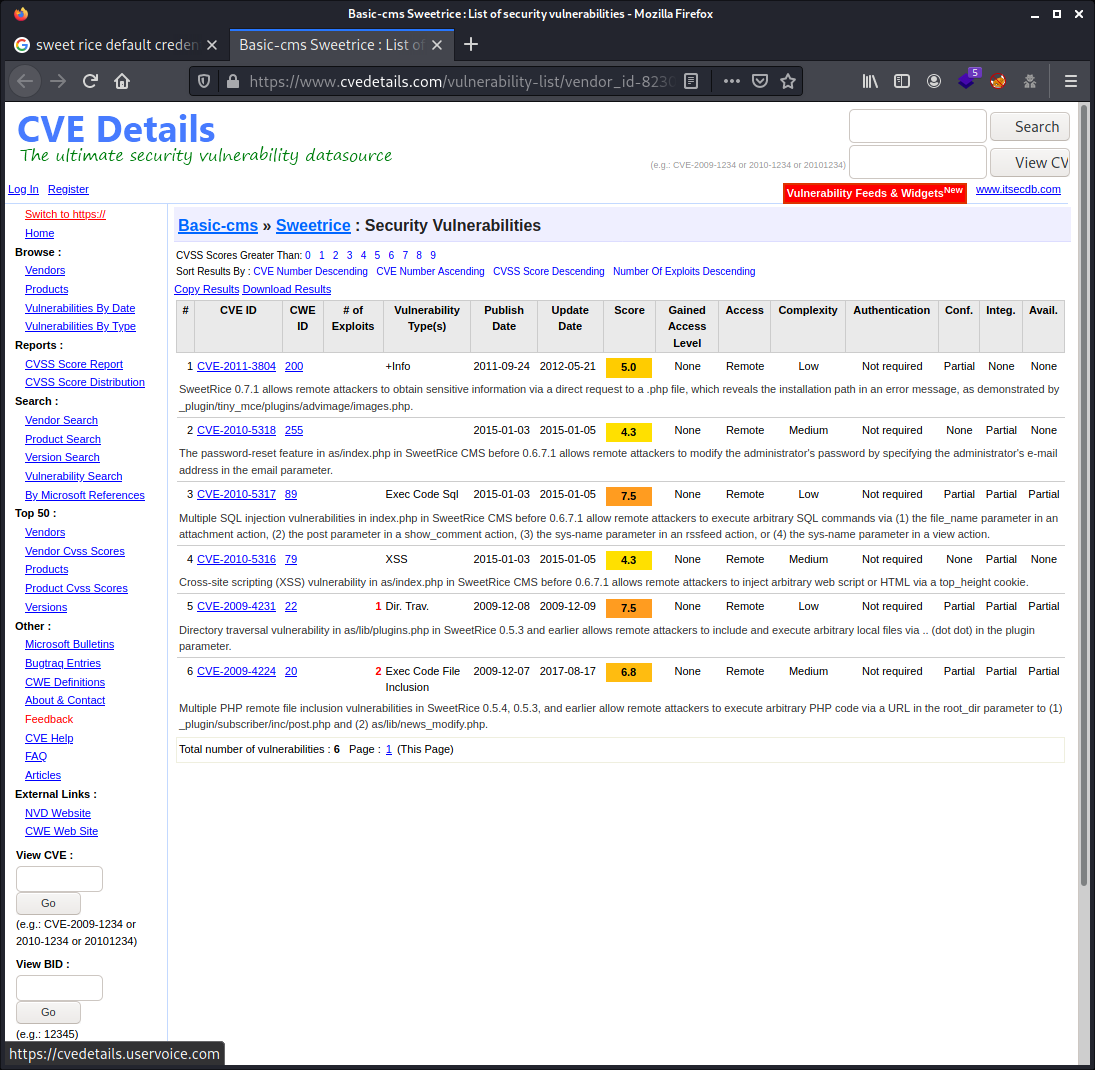 Basic-cms Sweetrice : List of security vulnerabilities - Mozilla Firefox
sweet rice default creden
Basic-cms Sweetrice : List of
https://www.cvedetails.com/vulnerability-list/vendor_id-8230
5
CVE Details
The ultimate security vulnerability datasource
Search
(e.g.: CVE-2009-1234 or 2010-1234 or 20101234)
View CV
Log In Register
Vulnerability Feeds & WidgetsNew www.itsecdb.com
Switch to https://
Home
Browse :
Vendors
Products
Vulnerabilities By Date
Vulnerabilities By Type
Reports :
CVSS Score Report
CVSS Score Distribution
Search :
Vendor Search
Product Search
Version Search
Vulnerability Search
By Microsoft References
Top 50 :
Vendors
Vendor Cvss Scores
Products
Product Cvss Scores
Versions
Other :
Microsoft Bulletins
Bugtraq Entries
CWE Definitions
About & Contact
Feedback
CVE Help
FAQ
Articles
External Links :
NVD Website
CWE Web Site
View CVE :
Go
(e.g.: CVE-2009-1234 or
2010-1234 or 20101234)
View BID :
Go
(e.g.: 12345)
Basic-cms » Sweetrice : Security Vulnerabilities
CVSS Scores Greater Than: 0 1 2 3 4 5 6 7 8 9
Sort Results By : CVE Number Descending CVE Number Ascending CVSS Score Descending Number Of Exploits Descending
Copy Results Download Results
# CVE ID CWE ID # of Exploits Vulnerability Type(s) Publish Date Update Date Score Gained Access Level Access Complexity Authentication Conf. Integ. Avail.
1 CVE-2011-3804 200 +Info 2011-09-24 2012-05-21 5.0 None Remote Low Not required Partial None None
SweetRice 0.7.1 allows remote attackers to obtain sensitive information via a direct request to a .php file, which reveals the installation path in an error message, as demonstrated by
_plugin/tiny_mce/plugins/advimage/images.php.
2 CVE-2010-5318 255 2015-01-03 2015-01-05 4.3 None Remote Medium Not required None Partial None
The password-reset feature in as/index.php in SweetRice CMS before 0.6.7.1 allows remote attackers to modify the administrator's password by specifying the administrator's e-mail
address in the email parameter.
3 CVE-2010-5317 89 Exec Code Sql 2015-01-03 2015-01-05 7.5 None Remote Low Not required Partial Partial Partial
Multiple SQL injection vulnerabilities in index.php in SweetRice CMS before 0.6.7.1 allow remote attackers to execute arbitrary SQL commands via (1) the file_name parameter in an
attachment action, (2) the post parameter in a show_comment action, (3) the sys-name parameter in an rssfeed action, or (4) the sys-name parameter in a view action.
4 CVE-2010-5316 79 XSS 2015-01-03 2015-01-05 4.3 None Remote Medium Not required None Partial None
Cross-site scripting (XSS) vulnerability in as/index.php in SweetRice CMS before 0.6.7.1 allows remote attackers to inject arbitrary web script or HTML via a top_height cookie.
5 CVE-2009-4231 22 1 Dir. Trav. 2009-12-08 2009-12-09 7.5 None Remote Low Not required Partial Partial Partial
Directory traversal vulnerability in as/lib/plugins.php in SweetRice 0.5.3 and earlier allows remote attackers to include and execute arbitrary local files via .. (dot dot) in the plugin
parameter.
6 CVE-2009-4224 20 2 Exec Code File Inclusion 2009-12-07 2017-08-17 6.8 None Remote Medium Not required Partial Partial Partial
Multiple PHP remote file inclusion vulnerabilities in SweetRice 0.5.4, 0.5.3, and earlier allow remote attackers to execute arbitrary PHP code via a URL in the root_dir parameter to (1)
_plugin/subscriber/inc/post.php and (2) as/lib/news_modify.php.
Total number of vulnerabilities : 6 Page : 1 (This Page)
https://cvedetails.uservoice.com